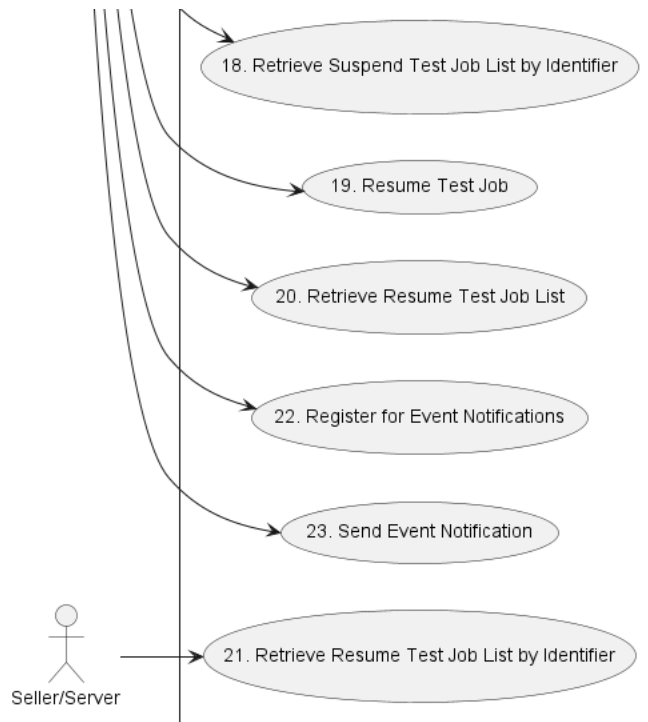 18. Retrieve Suspend Test Job List by Identifier
19. Resume Test Job
20. Retrieve Resume Test Job List
22. Register for Event Notifications
23. Send Event Notification
21. Retrieve Resume Test Job List by Identifier
Seller/Server